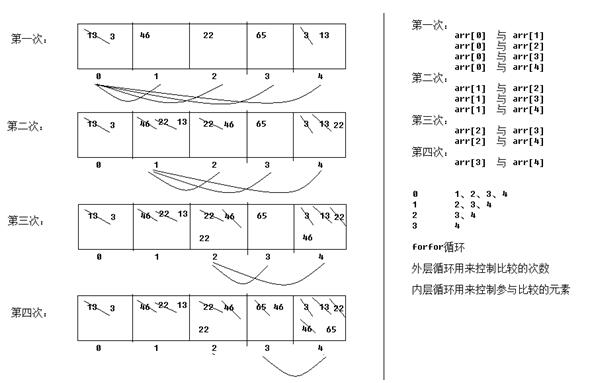 第一次:
13 3 46 22 65 3 13
0 1 2 3 4
第二次:
13 3 46 22 13 22 46 65 3 13 22
0 1 2 3 4
第三次:
13 3 46 22 13 22 46 65 3 13 22
22 46
0 1 2 3 4
第四次:
13 3 46 22 13 22 46 65 46 3 13 22
22 46 65
0 1 2 3 4
第一次:
arr[0] 与 arr[1]
arr[0] 与 arr[2]
arr[0] 与 arr[3]
arr[0] 与 arr[4]
第二次:
arr[1] 与 arr[2]
arr[1] 与 arr[3]
arr[1] 与 arr[4]
第三次:
arr[2] 与 arr[3]
arr[2] 与 arr[4]
第四次:
arr[3] 与 arr[4]
0 1、2、3、4
1 2、3、4
2 3、4
3 4
forfor循环
外层循环用来控制比较的次数
内层循环用来控制参与比较的元素